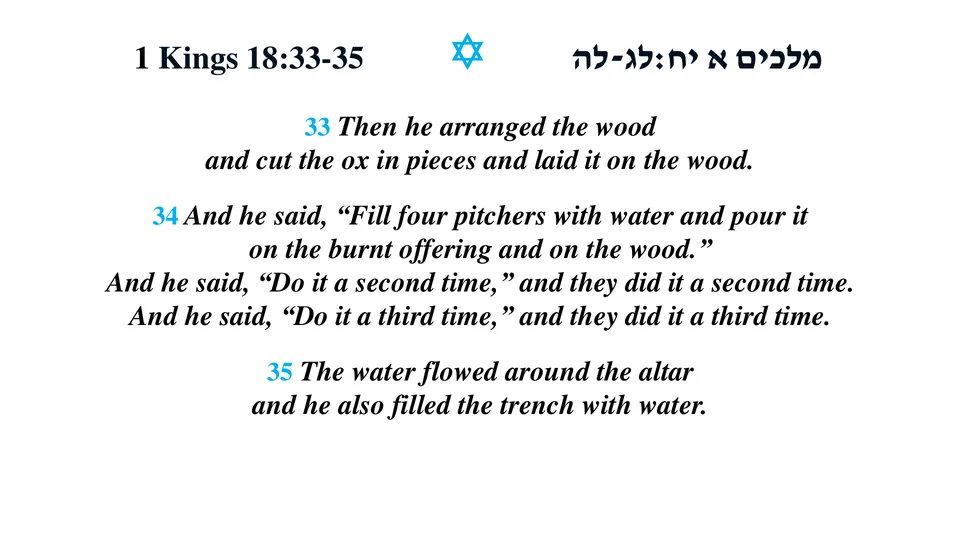 1 Kings 18:33-35
מלכים א יח:לג-לה
33 Then he arranged the wood
and cut the ox in pieces and laid it on the wood.
34 And he said, “Fill four pitchers with water and pour it
on the burnt offering and on the wood.”
And he said, “Do it a second time,” and they did it a second time.
And he said, “Do it a third time,” and they did it a third time.
35 The water flowed around the altar
and he also filled the trench with water.